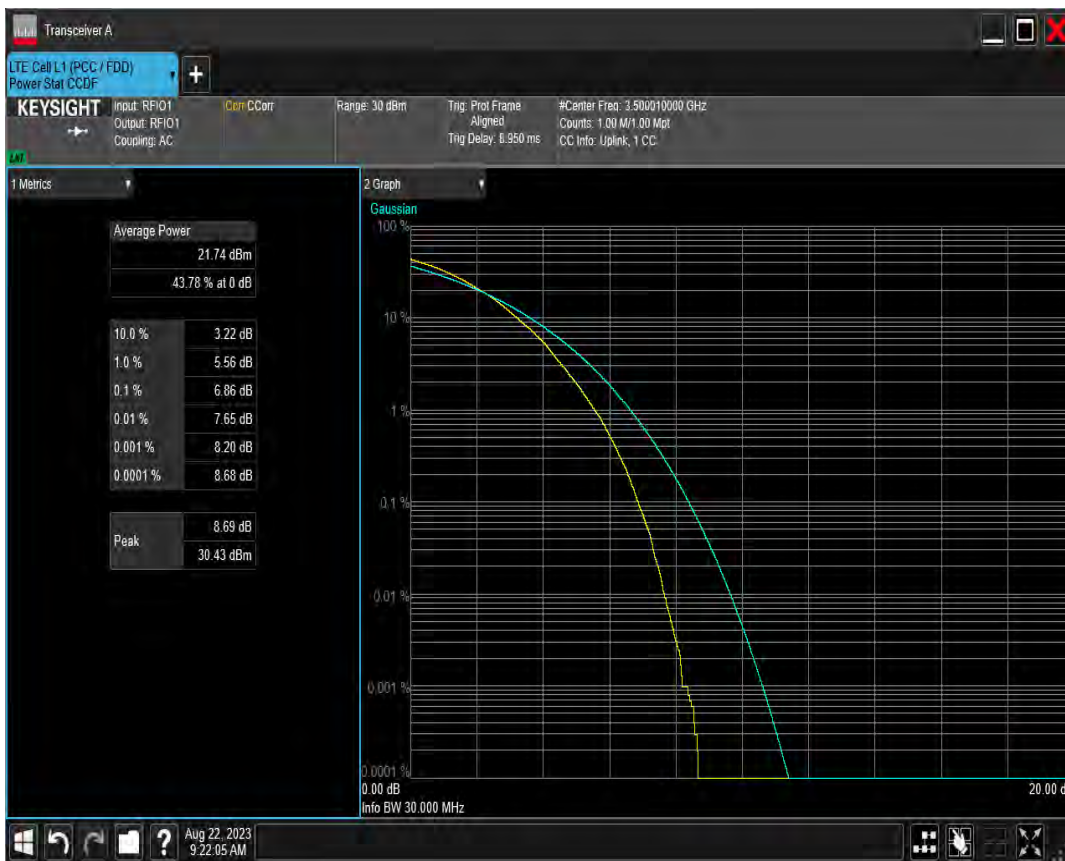 Transceiver A
LTE Cell L1 (PCC / FDD)
Power Stat CCDF
+
KEYSIGHT
Input: RFIO1
Output: RFIO1
Coupling: AC
Corr CCorr
Range: 30 dBm
Trig: Prot Frame
Aligned
Trig Delay: 6.950 ms
#Center Freq: 3.500010000 GHz
Counts: 1.00 M/1.00 Mpt
CC Info: Uplink, 1 CC
1 Metrics
Average Power
21.74 dBm
43.78 % at 0 dB
10.0 % 3.22 dB
1.0 % 5.56 dB
0.1 % 6.86 dB
0.01 % 7.65 dB
0.001 % 8.20 dB
0.0001 % 8.68 dB
Peak
8.69 dB
30.43 dBm
2 Graph
Gaussian
100 %
10 %
1 %
0.1 %
0.01 %
0.001 %
0.0001 %
0.00 dB
20.00 d
Info BW 30.000 MHz
?
Aug 22, 2023
9:22:05 AM